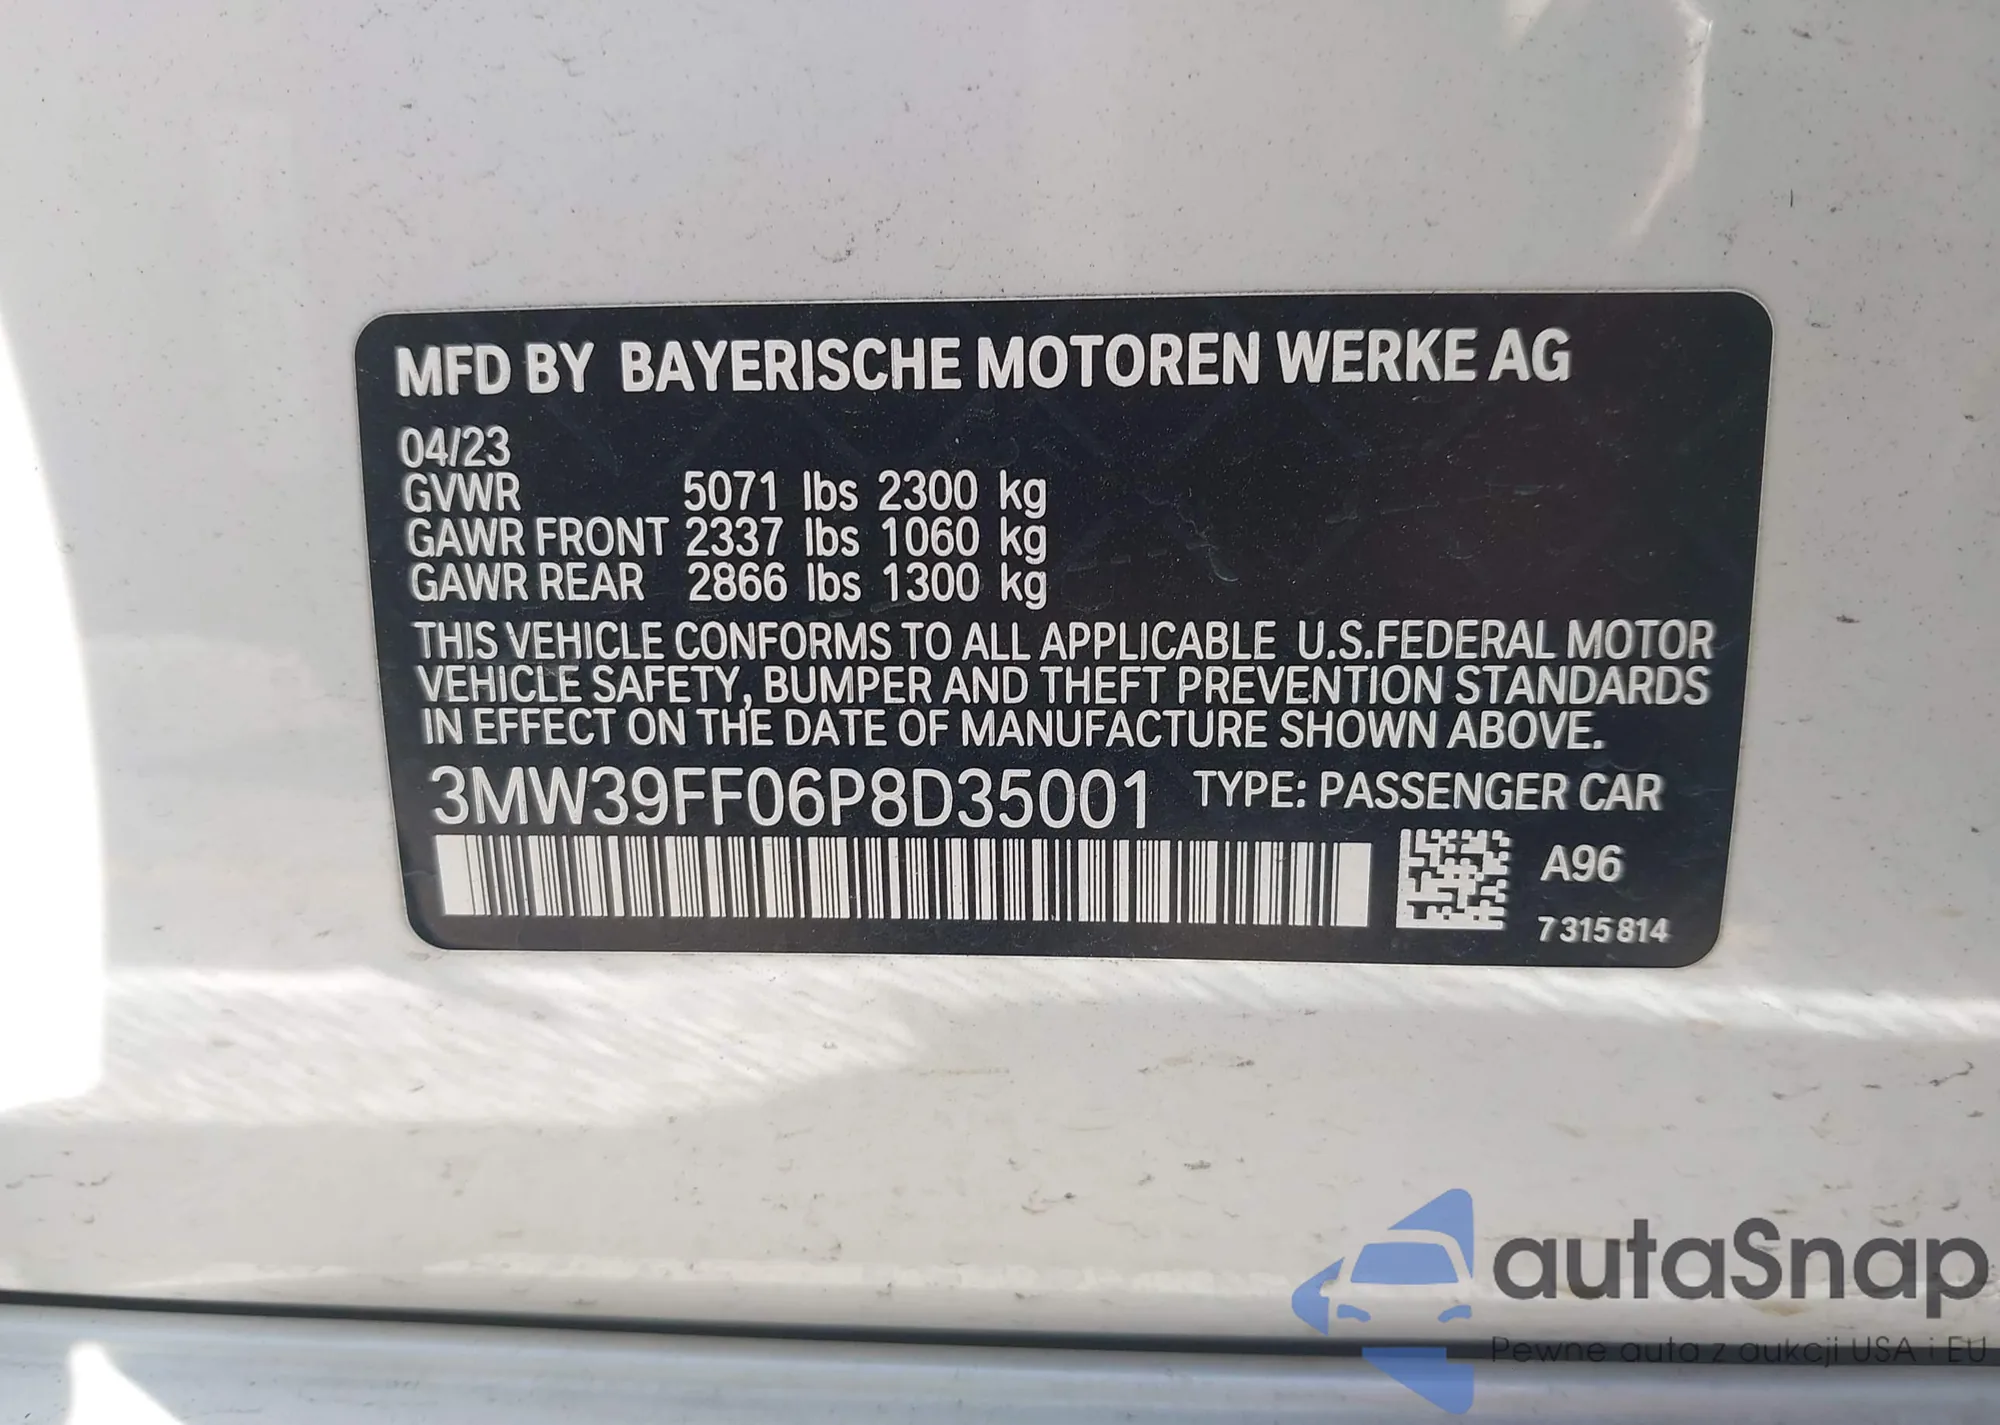 MFD BY BAYERISCHE MOTOREN WERKE AG
04/23
GVWR 5071 lbs 2300 kg
GAWR FRONT 2337 lbs 1060 kg
GAWR REAR 2866 lbs 1300 kg
THIS VEHICLE CONFORMS TO ALL APPLICABLE U.S.FEDERAL MOTOR
VEHICLE SAFETY, BUMPER AND THEFT PREVENTION STANDARDS
IN EFFECT ON THE DATE OF MANUFACTURE SHOWN ABOVE.
3MW39FF06P8D35001 TYPE: PASSENGER CAR
A96
7 315 814
autaSnap
Pewne auta z aukcji USA i EU